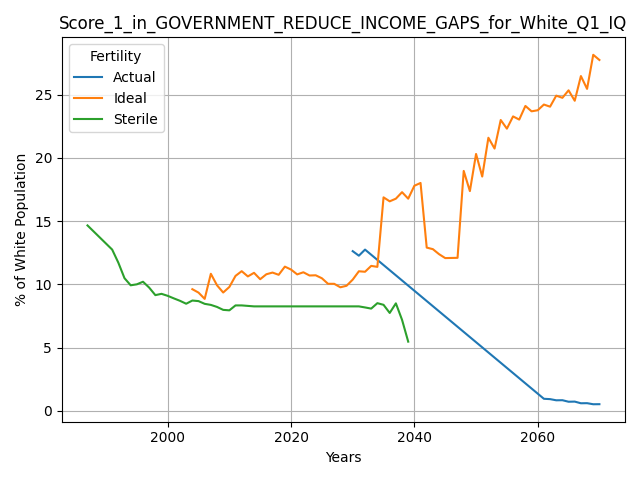 Score_1_in_GOVERNMENT_REDUCE_INCOME_GAPS_for_White_Q1_IQ
Fertility
Actual
Ideal
Sterile
% of White Population
25
20
15
10
5
0
2000
2020
2040
2060
Years